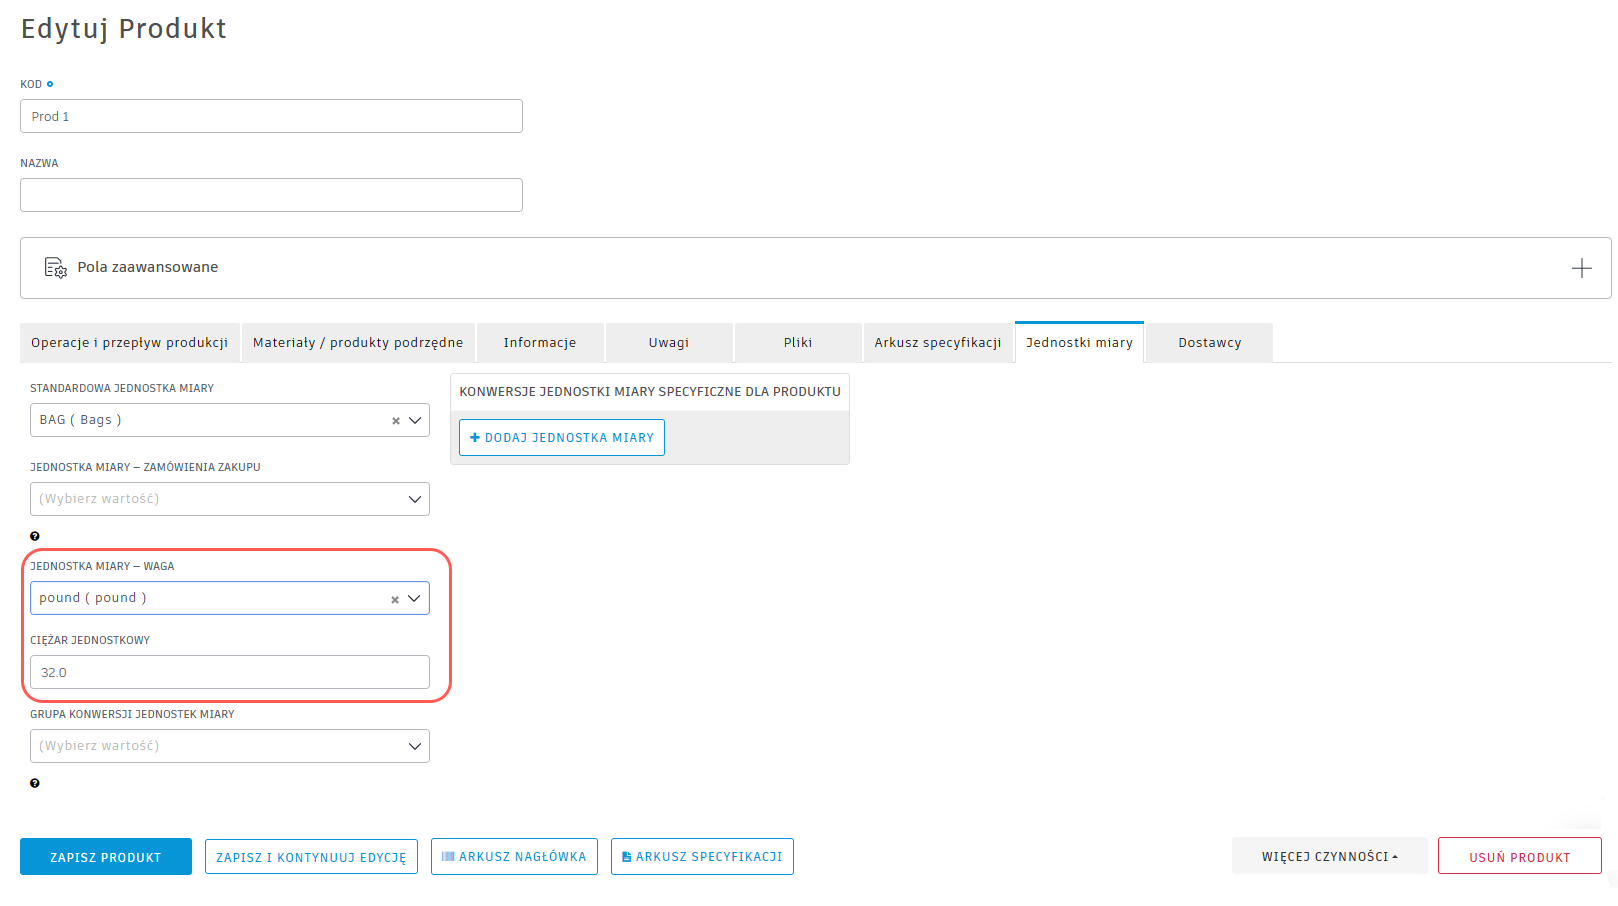 Edytuj Produkt
KOD
Prod 1
NAZWA
Pola zaawansowane
Operacje i przepływ produkcji
Materiały / produkty podrzędne
Informacje
Uwagi
Pliki
Arkusz specyfikacji
Jednostki miary
Dostawcy
STANDARDOWA JEDNOSTKA MIARY
BAG ( Bags )
JEDNOSTKA MIARY – ZAMÓWIENIA ZAKUPU
(Wybierz wartość)
JEDNOSTKA MIARY – WAGA
pound ( pound )
CIĘŻAR JEDNOSTKOWY
32.0
GRUPA KONWERSJI JEDNOSTEK MIARY
(Wybierz wartość)
KONWERSJE JEDNOSTKI MIARY SPECYFICZNE DLA PRODUKTU
DODAJ JEDNOSTKA MIARY
ZAPISZ PRODUKT
ZAPISZ I KONTYNUUJ EDYCJĘ
ARKUSZ NAGŁÓWKA
ARKUSZ SPECYFIKACJI
WIĘCEJ CZYNNOŚCI
USUŃ PRODUKT